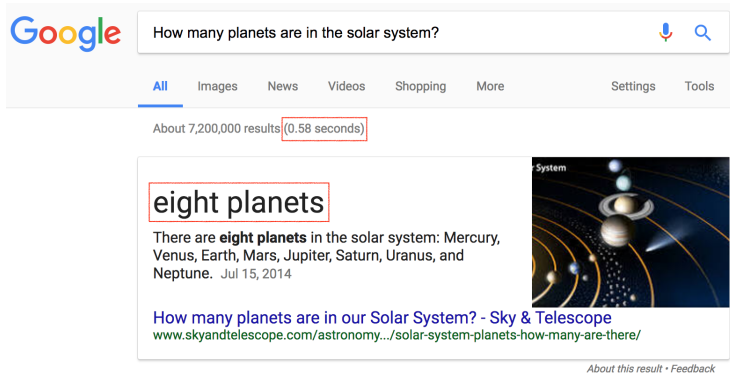 Google
How many planets are in the solar system?
All Images News Videos Shopping More Settings Tools
About 7,200,000 results (0.58 seconds)
eight planets
r System
There are eight planets in the solar system: Mercury,
Venus, Earth, Mars, Jupiter, Saturn, Uranus, and
Neptune. Jul 15, 2014
How many planets are in our Solar System? - Sky & Telescope
www.skyandtelescope.com/astronomy.../solar-system-planets-how-many-are-there/
About this result • Feedback